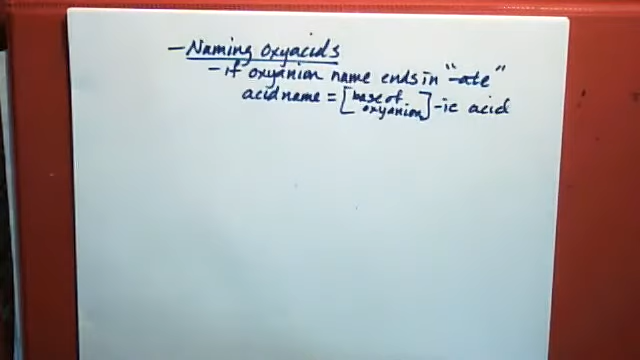 - Naming Oxyacids
- if oxyanion name ends in "-ate"
acid name = [base of oxyanion] -ic acid